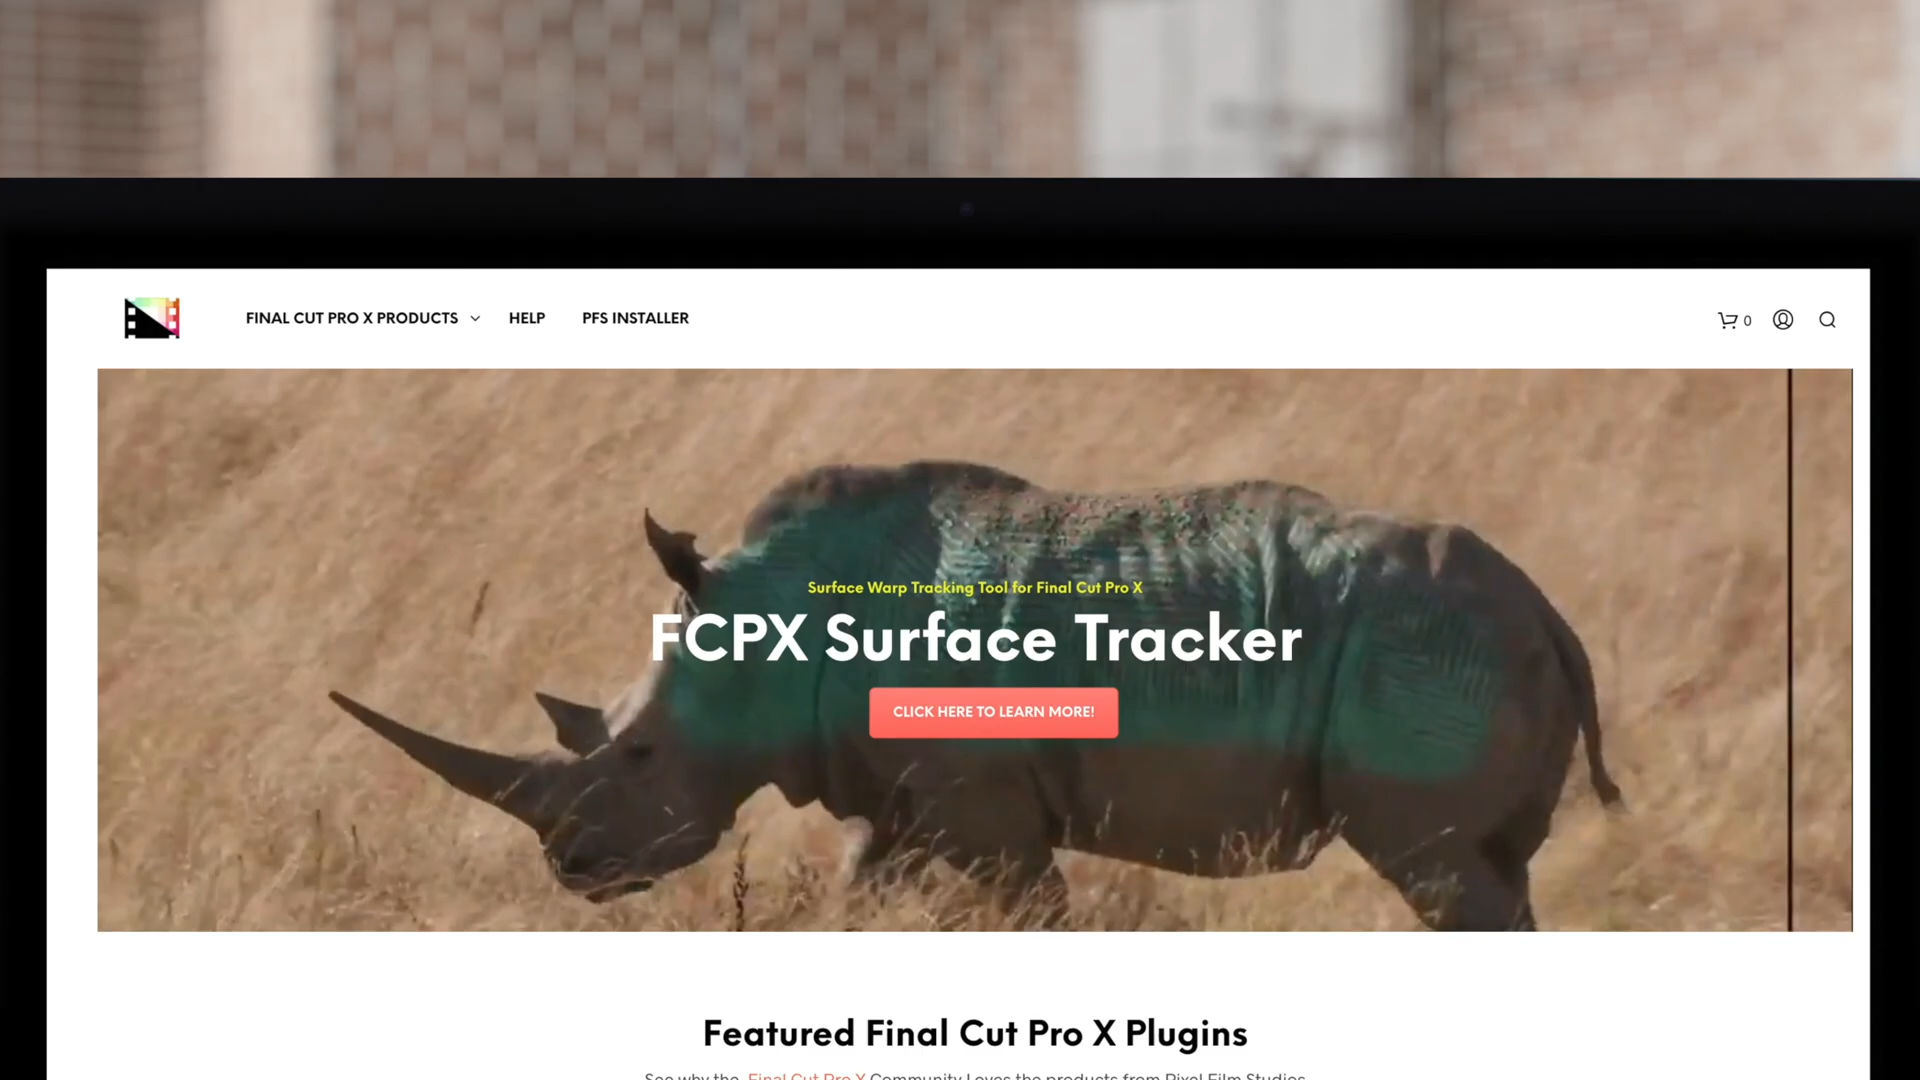 FINAL CUT PRO X PRODUCTS HELP PFS INSTALLER 0
Surface Warp Tracking Tool for Final Cut Pro X
FCPX Surface Tracker
CLICK HERE TO LEARN MORE!
Featured Final Cut Pro X Plugins
See why the Final Cut Pro X Community Loves the products from Pixel Film Studios